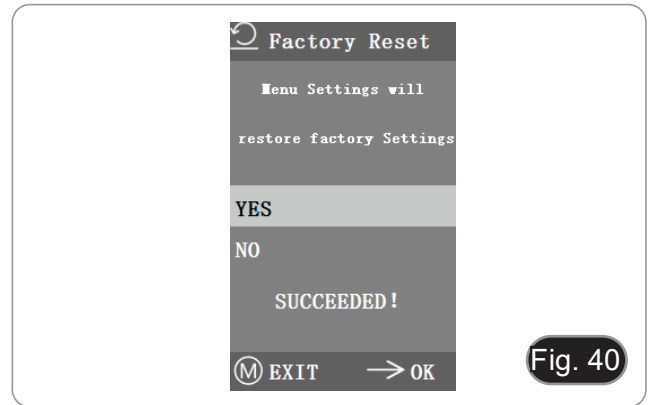 Factory Reset
Menu Settings will
restore factory Settings
YES
NO
SUCCEEDED!
M EXIT → OK
Fig. 40